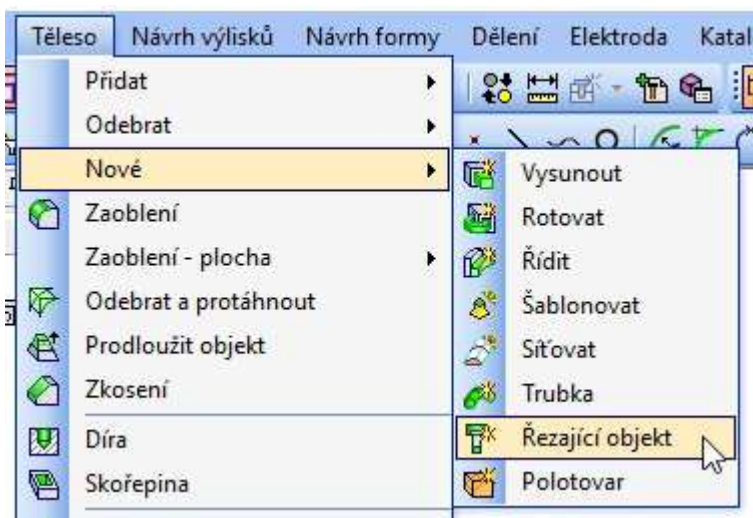 Těleso Návrh výlisků Návrh formy Dělení Elektroda Katal
Přidat
Odebrat
Nové
Zaoblení
Zaoblení - plocha
Odebrat a protáhnout
Prodloužit objekt
Zkosení
Díra
Skořepina
Vysunout
Rotovat
Řídit
Šablonovat
Síťovat
Trubka
Řezající objekt
Polotovar